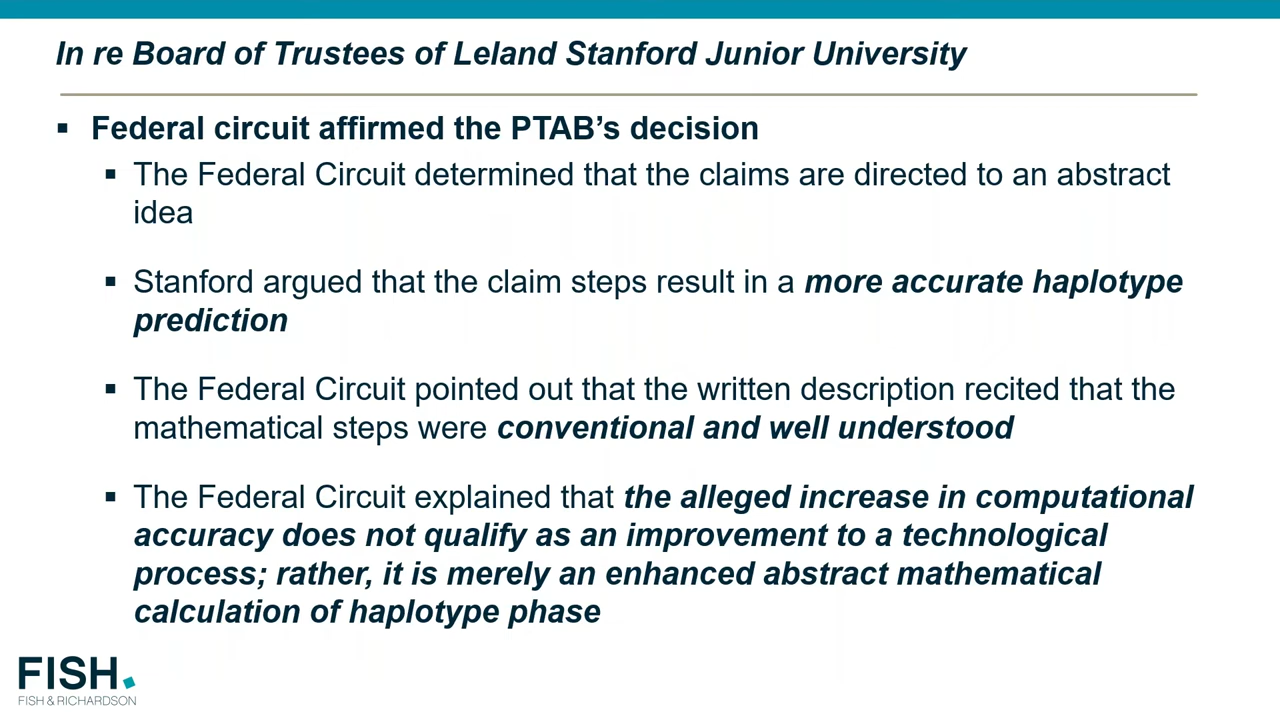 In re Board of Trustees of Leland Stanford Junior University
▪ Federal circuit affirmed the PTAB’s decision
▪ The Federal Circuit determined that the claims are directed to an abstract
idea
▪ Stanford argued that the claim steps result in a more accurate haplotype
prediction
▪ The Federal Circuit pointed out that the written description recited that the
mathematical steps were conventional and well understood
▪ The Federal Circuit explained that the alleged increase in computational
accuracy does not qualify as an improvement to a technological
process; rather, it is merely an enhanced abstract mathematical
calculation of haplotype phase
FISH.
FISH & RICHARDSON